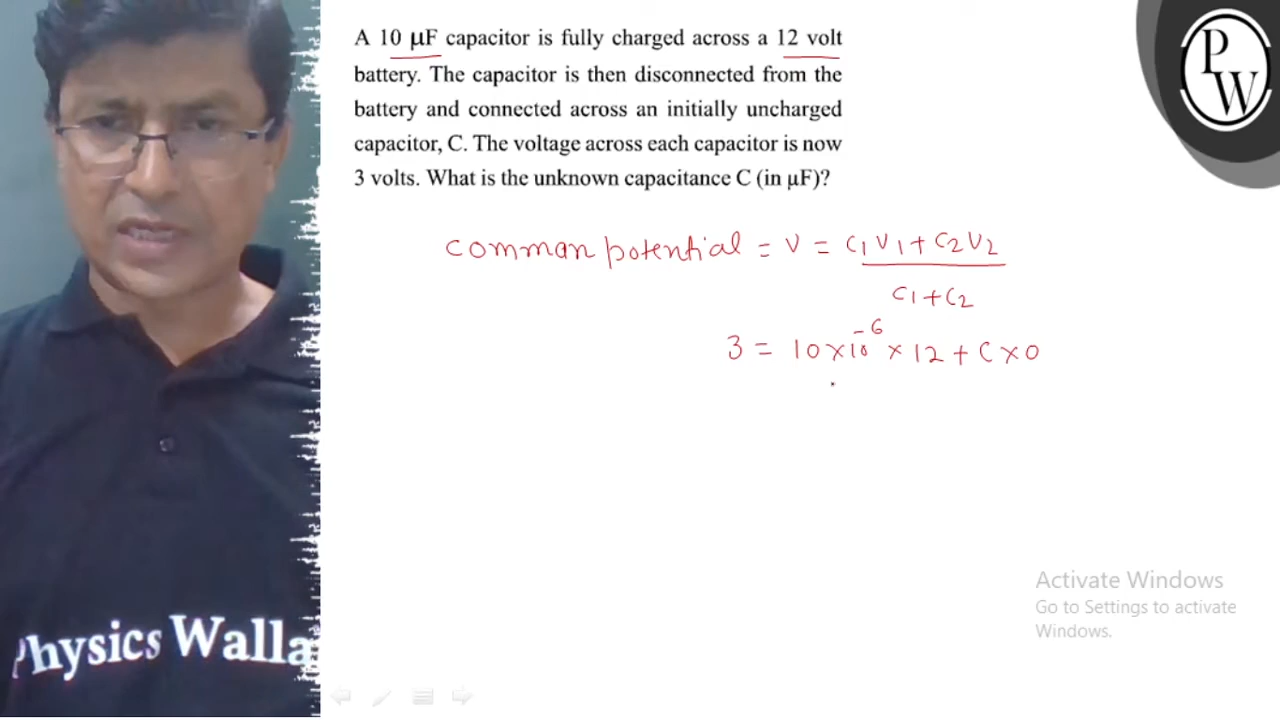 A 10 µF capacitor is fully charged across a 12 volt
battery. The capacitor is then disconnected from the
battery and connected across an initially uncharged
capacitor, C. The voltage across each capacitor is now
3 volts. What is the unknown capacitance C (in µF)?
P
W
comman potential = V = C₁V₁ + C₂V₂
C₁ + C₂
3 = 10 × 10⁻⁶ × 12 + C × 0
Activate Windows
Go to Settings to activate
Windows.
Physics Walla